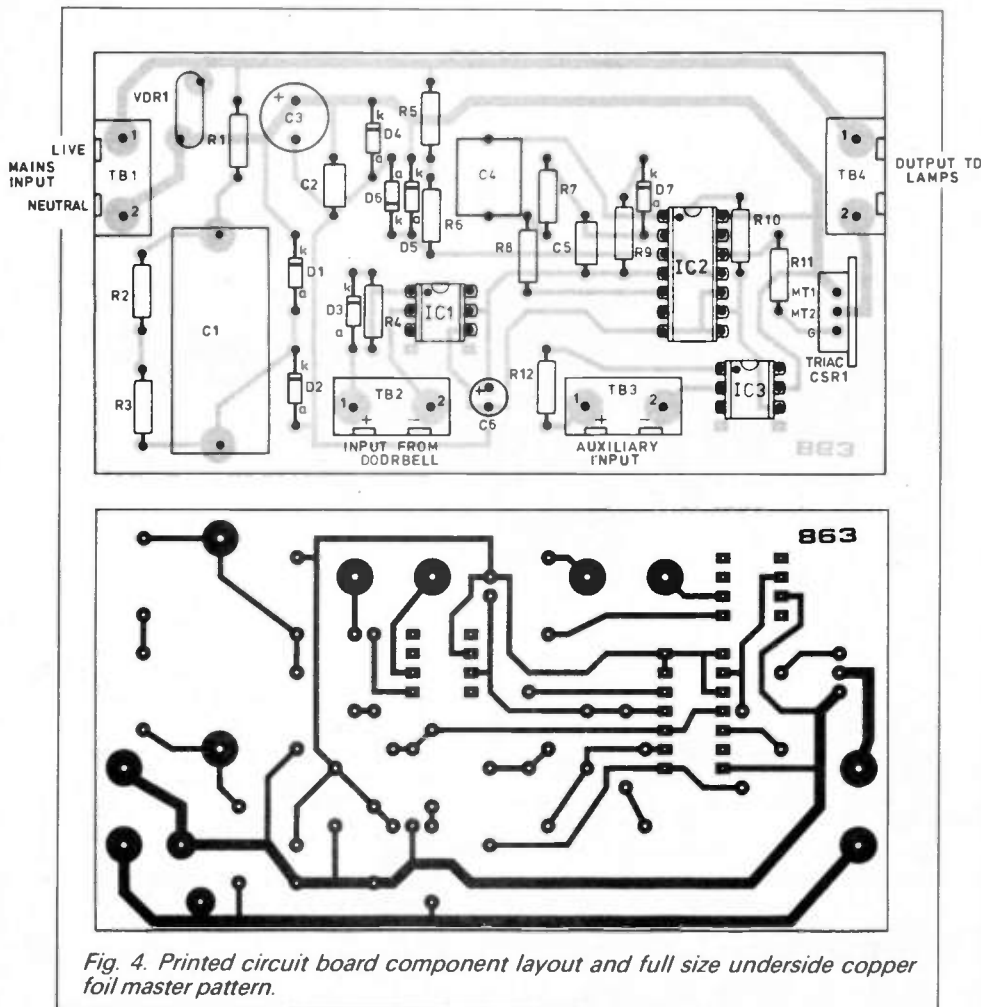 VDR1
R1
+
C3
k
D4
a
R5
LIVE
MAINS
INPUT
NEUTRAL
1
TB1
2
C2
D6
a
k
k
a
D5
R6
C4
R7
R8
C5
R9
k
D7
a
R10
IC2
1
TB4
2
OUTPUT TO
LAMPS
R2
C1
k
D1
a
k
D3
a
R4
IC1
R11
MT1
MT2
G
TRIAC
CSR1
R3
k
D2
a
TB2
1 2
+ -
INPUT FROM
DOORBELL
+
C6
R12
TB3
1 2
+ -
AUXILIARY
INPUT
IC3
863
863
Fig. 4. Printed circuit board component layout and full size underside copper
foil master pattern.